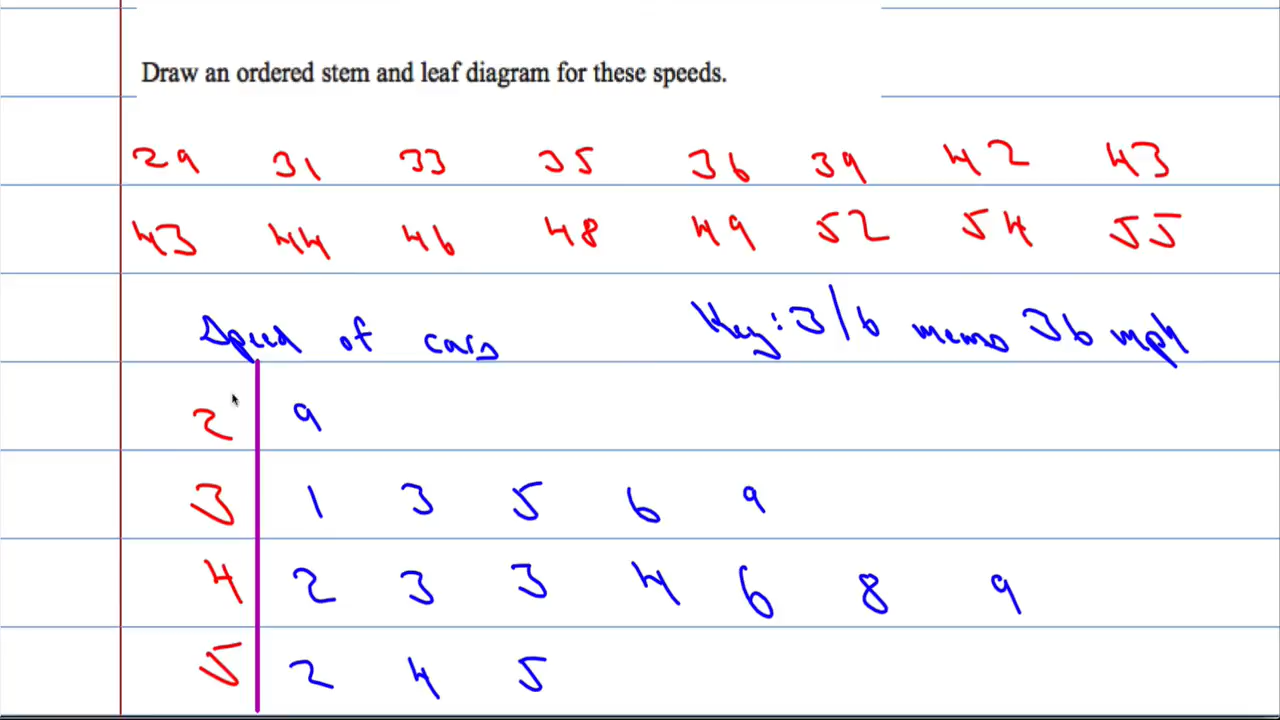 Draw an ordered stem and leaf diagram for these speeds.
29 31 33 35 36 39 42 43
43 44 46 48 49 52 54 55
Speed of cars Key: 3/6 means 36 mph
2 9
3 1 3 5 6 9
4 2 3 3 4 6 8 9
5 2 4 5